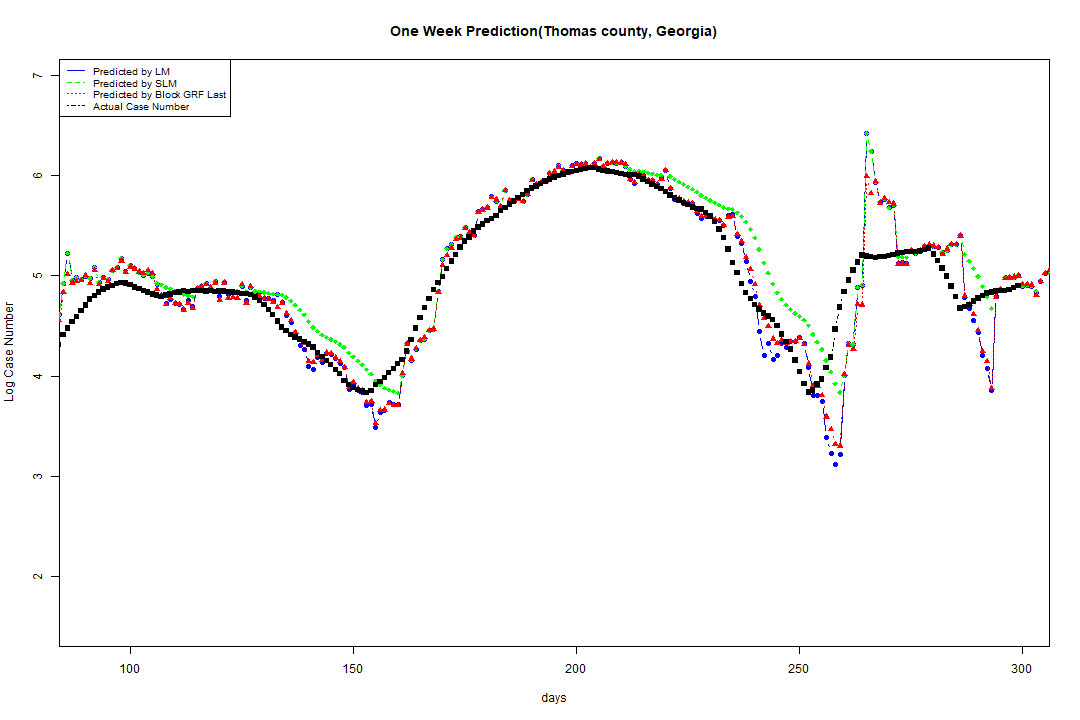 One Week Prediction(Thomas county, Georgia)
Predicted by LM
Predicted by SLM
Predicted by Block GRF Last
Actual Case Number
7
6
5
4
3
2
Log Case Number
100 150 200 250 300
days